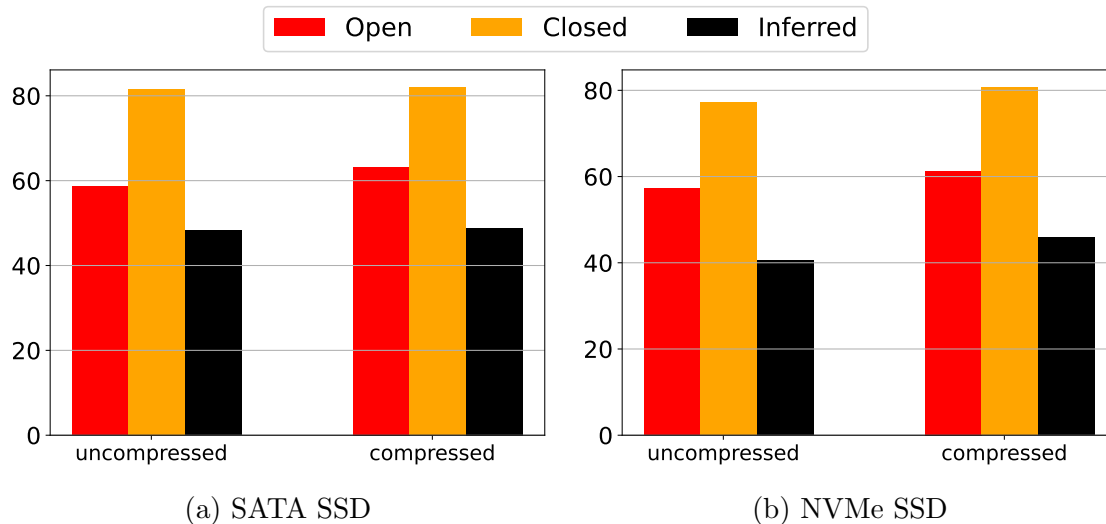 Open Closed Inferred
80
60
40
20
0
uncompressed compressed
(a) SATA SSD
80
60
40
20
0
uncompressed compressed
(b) NVMe SSD